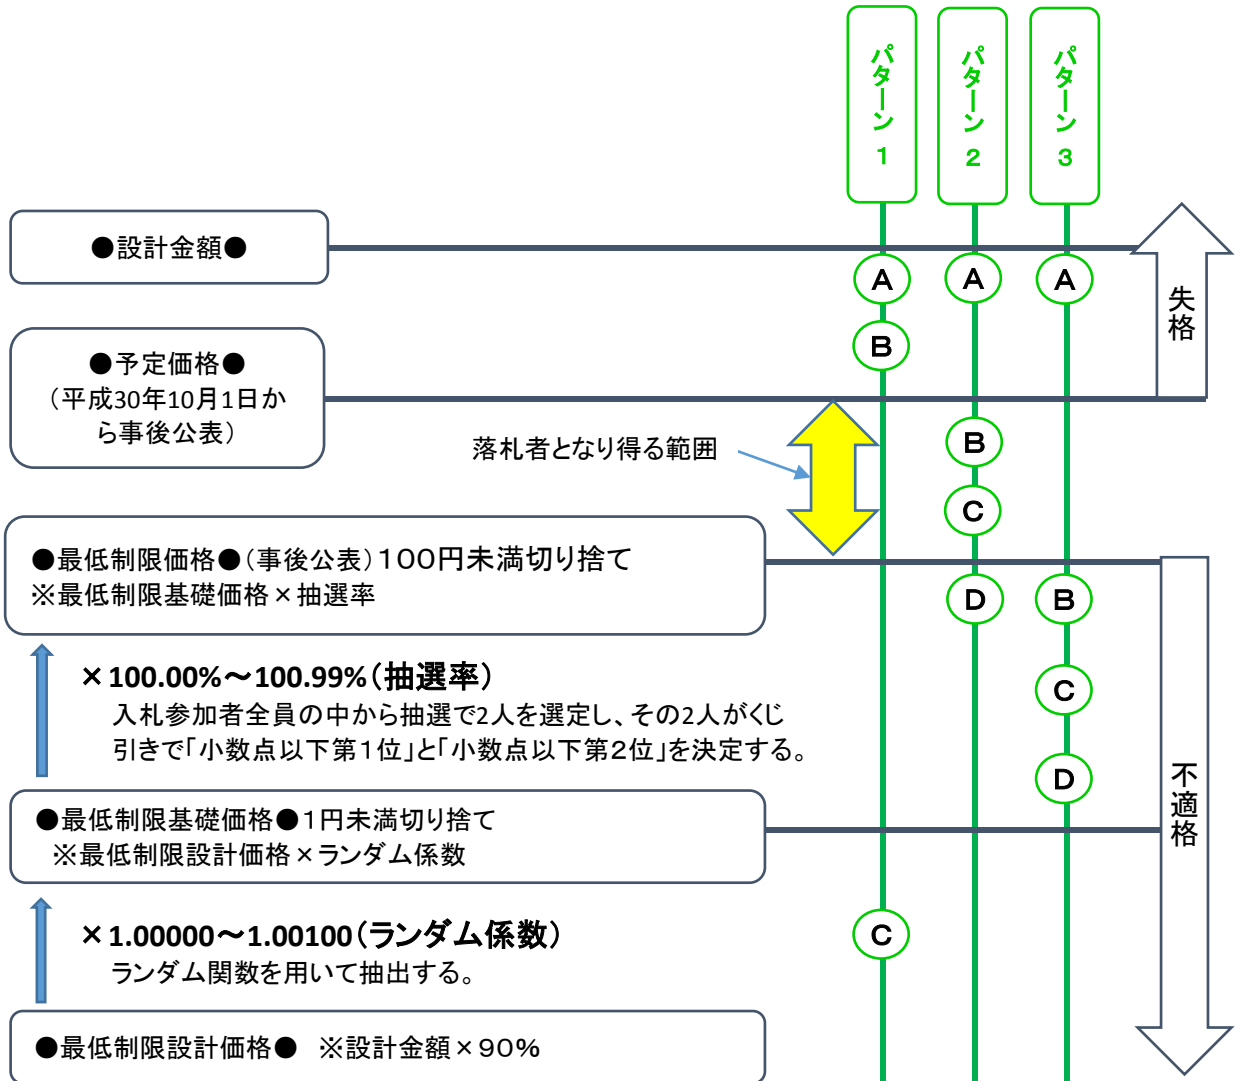 パターン 1
パターン 2
パターン 3
●設計金額●
A
A
A
失格
B
●予定価格●
（平成30年10月1日か
ら事後公表）
落札者となり得る範囲
B
C
●最低制限価格●（事後公表）１００円未満切り捨て
※最低制限基礎価格×抽選率
D
B
×100.00%～100.99%（抽選率）
入札参加者全員の中から抽選で2人を選定し、その2人がくじ
引きで「小数点以下第１位」と「小数点以下第２位」を決定する。
C
D
不適格
●最低制限基礎価格●１円未満切り捨て
※最低制限設計価格×ランダム係数
×1.00000～1.00100（ランダム係数）
ランダム関数を用いて抽出する。
C
●最低制限設計価格●　※設計金額×９０％